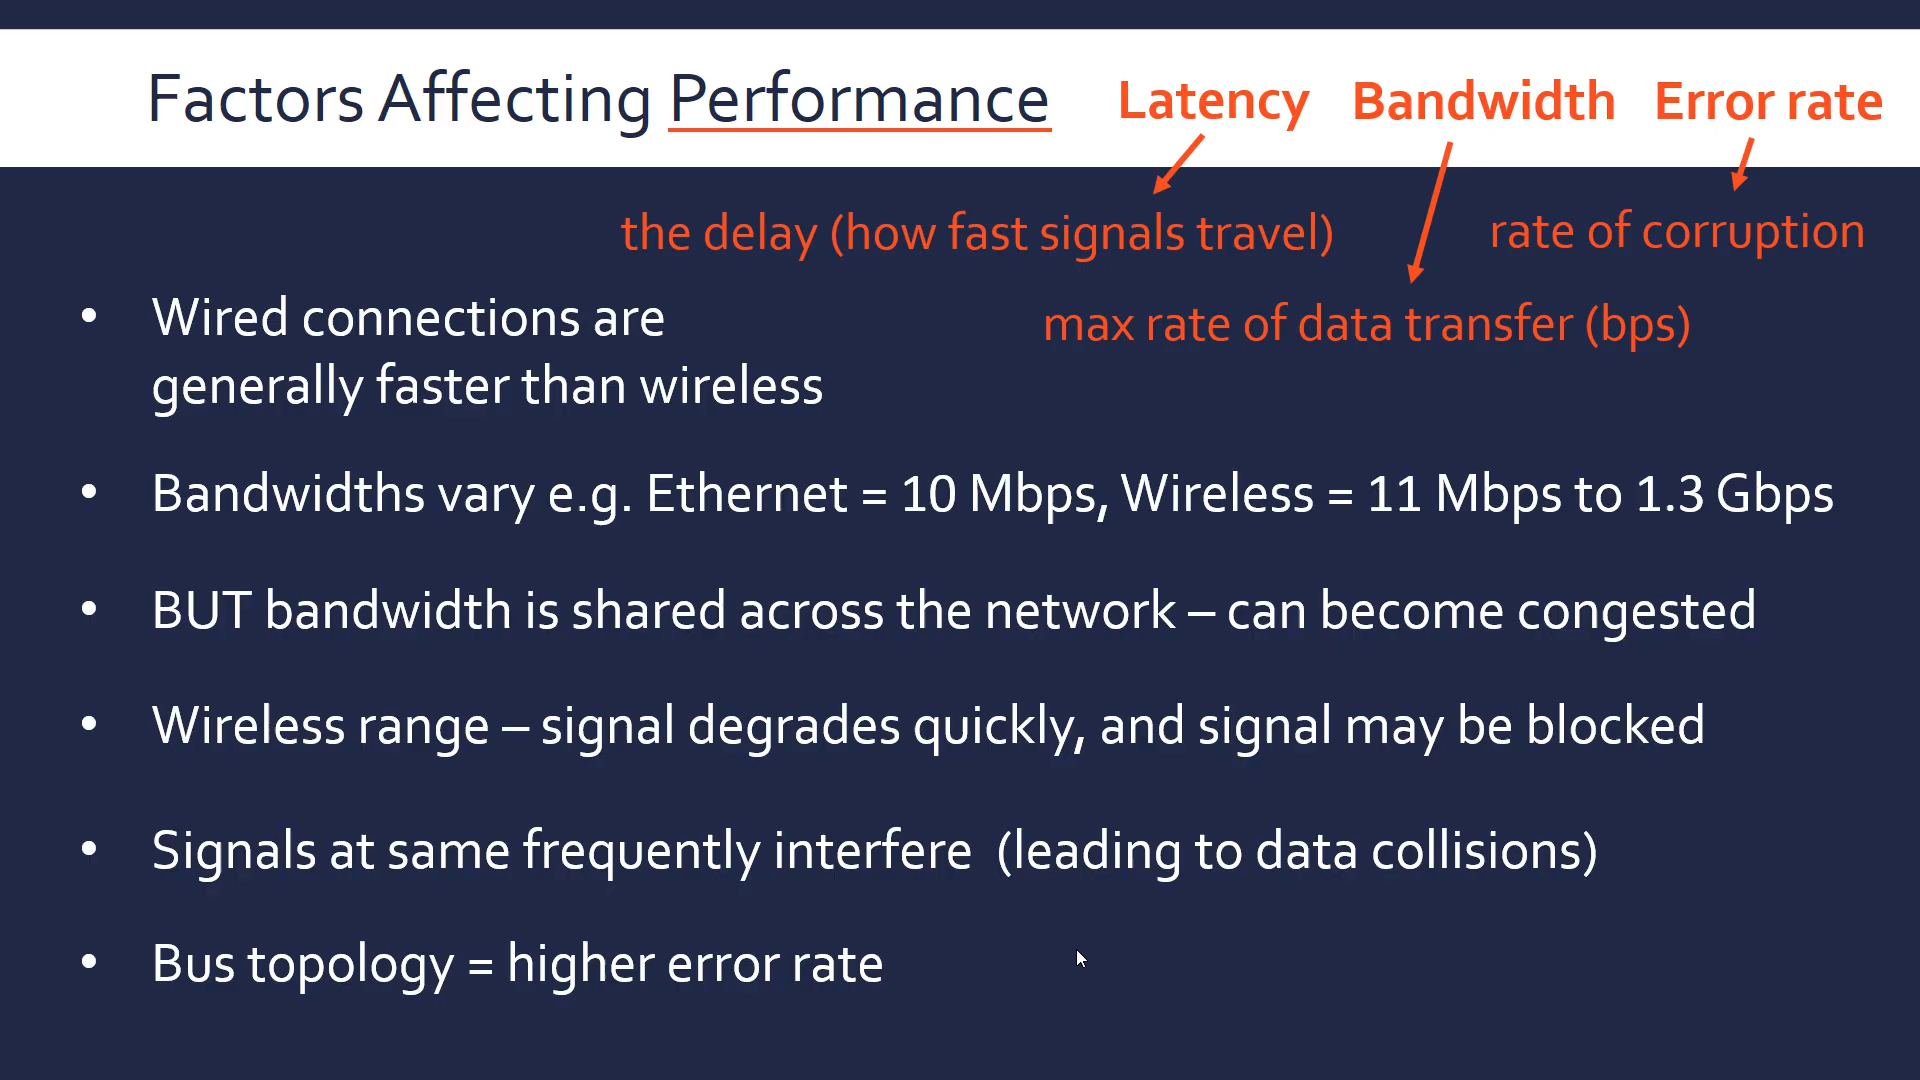 Factors Affecting Performance
Latency Bandwidth Error rate
the delay (how fast signals travel)
rate of corruption
max rate of data transfer (bps)
• Wired connections are
generally faster than wireless
• Bandwidths vary e.g. Ethernet = 10 Mbps, Wireless = 11 Mbps to 1.3 Gbps
• BUT bandwidth is shared across the network – can become congested
• Wireless range – signal degrades quickly, and signal may be blocked
• Signals at same frequently interfere (leading to data collisions)
• Bus topology = higher error rate